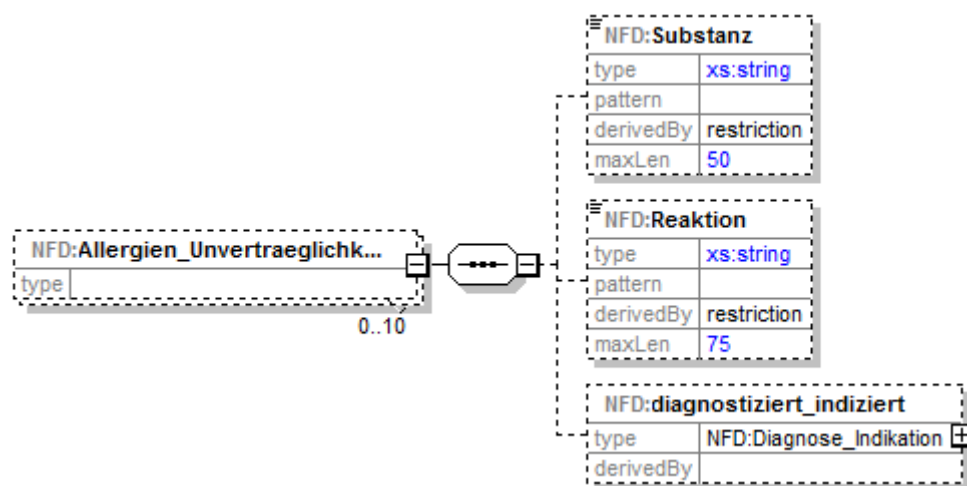 NFD:Substanz
type xs:string
pattern
derivedBy restriction
maxLen 50
NFD:Allergien_Unvertraeglichk...
type
0..10
NFD:Reaktion
type xs:string
pattern
derivedBy restriction
maxLen 75
NFD:diagnostiziert_indiziert
type NFD:Diagnose_Indikation
derivedBy